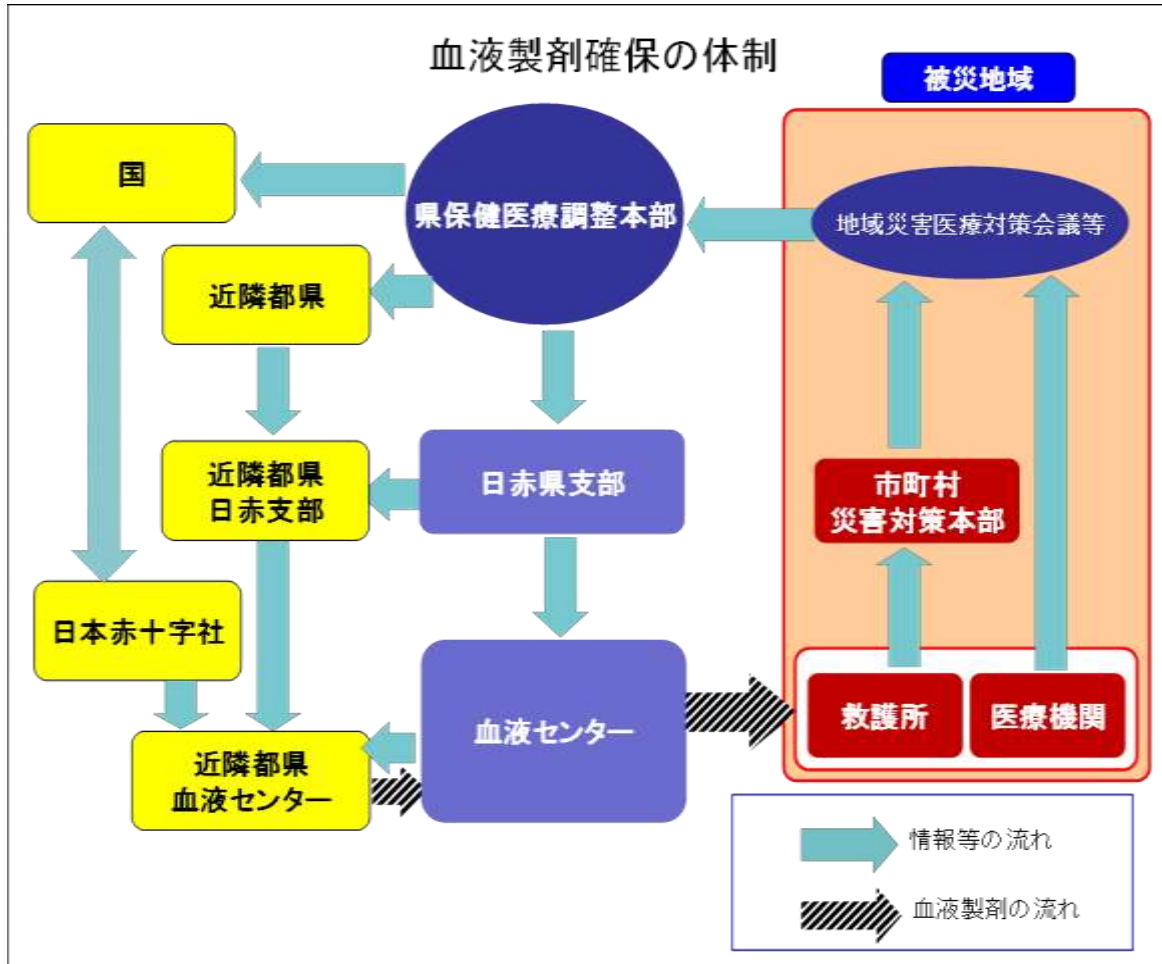 血液製剤確保の体制
被災地域
国
県保健医療調整本部
地域災害医療対策会議等
近隣都県
近隣都県
日赤支部
日赤県支部
市町村
災害対策本部
日本赤十字社
血液センター
救護所
医療機関
近隣都県
血液センター
情報等の流れ
血液製剤の流れ